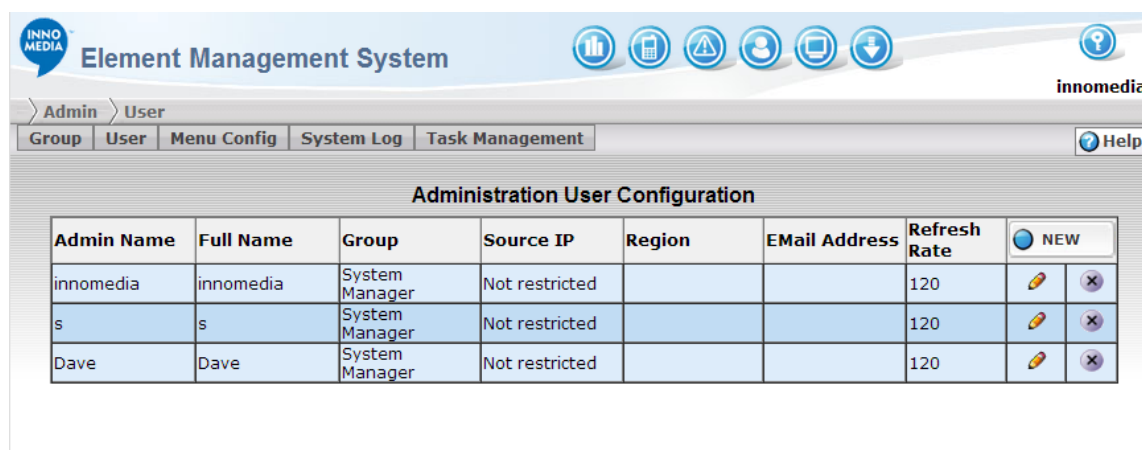 INNO
MEDIA
Element Management System
innomedia
Admin User
Group User Menu Config System Log Task Management
Help
Administration User Configuration
Admin Name Full Name Group Source IP Region EMail Address Refresh Rate NEW
innomedia innomedia System Manager Not restricted 120
s s System Manager Not restricted 120
Dave Dave System Manager Not restricted 120